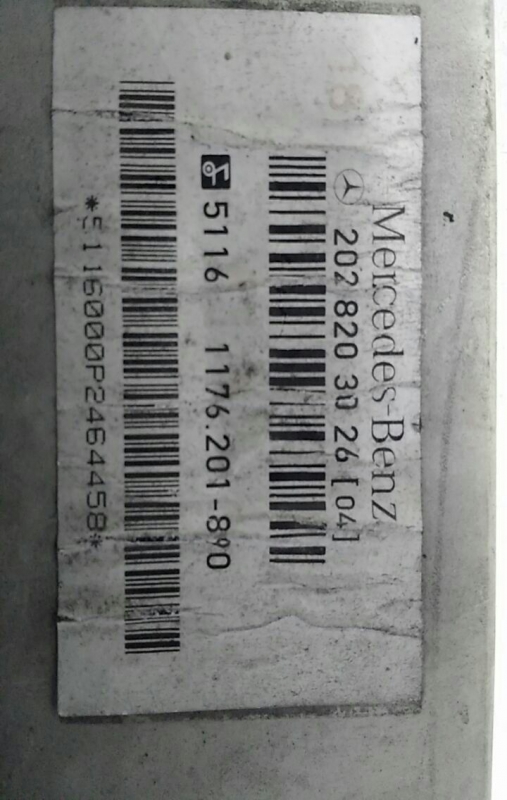 Mercedes-Benz
202 820 30 26 [04]
5116 1176.201-890
*5116000P2464458*